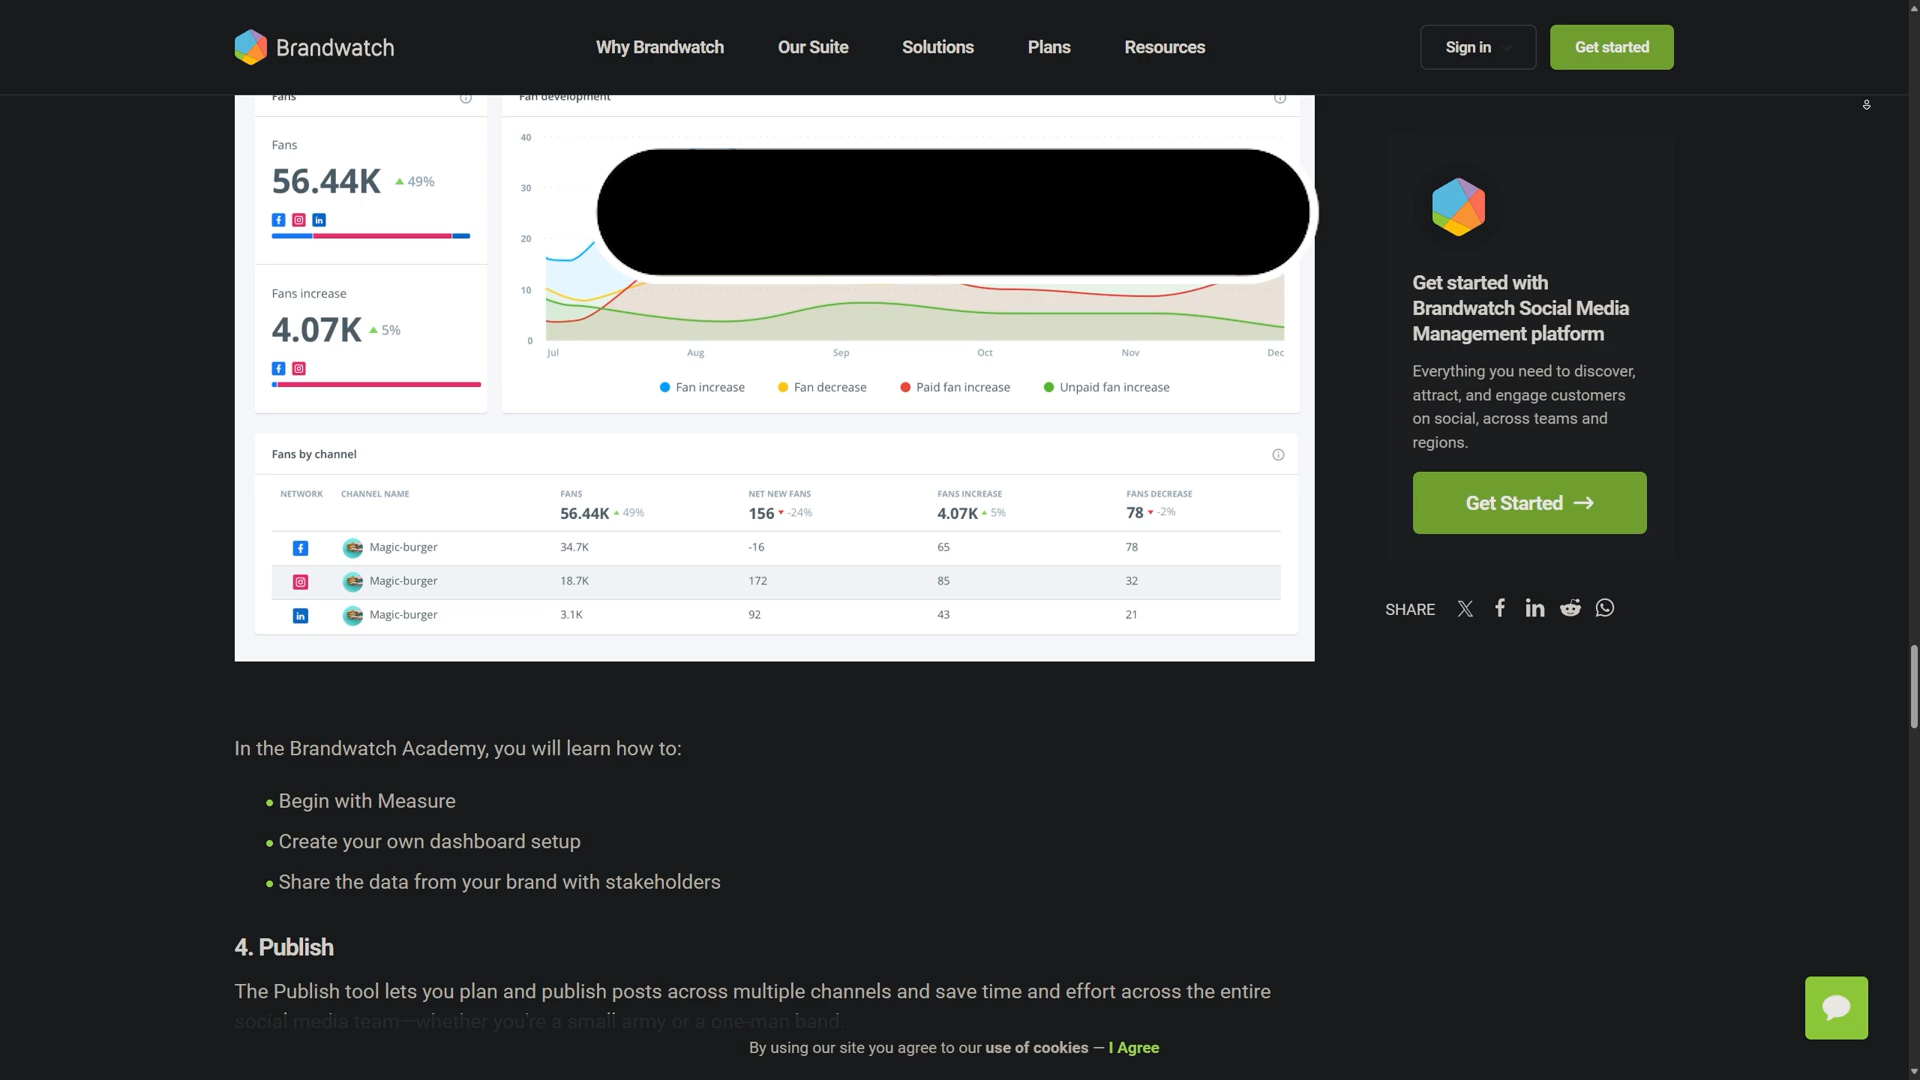 Brandwatch
Why Brandwatch
Our Suite
Solutions
Plans
Resources
Sign in
Get started
Fans
Fans
56.44K
49%
Fans increase
4.07K
5%
Fan development
40
30
20
10
0
Jul
Aug
Sep
Oct
Nov
Dec
Fan increase
Fan decrease
Paid fan increase
Unpaid fan increase
Fans by channel
NETWORK CHANNEL NAME FANS NET NEW FANS FANS INCREASE FANS DECREASE
56.44K 49% 156 -24% 4.07K 5% 78 -2%
Magic-burger 34.7K -16 65 78
Magic-burger 18.7K 172 85 32
Magic-burger 3.1K 92 43 21
Get started with
Brandwatch Social Media
Management platform
Everything you need to discover,
attract, and engage customers
on social, across teams and
regions.
Get Started →
SHARE
In the Brandwatch Academy, you will learn how to:
• Begin with Measure
• Create your own dashboard setup
• Share the data from your brand with stakeholders
4. Publish
The Publish tool lets you plan and publish posts across multiple channels and save time and effort across the entire
social media team—whether you're a small army or a one-man band.
By using our site you agree to our use of cookies — I Agree